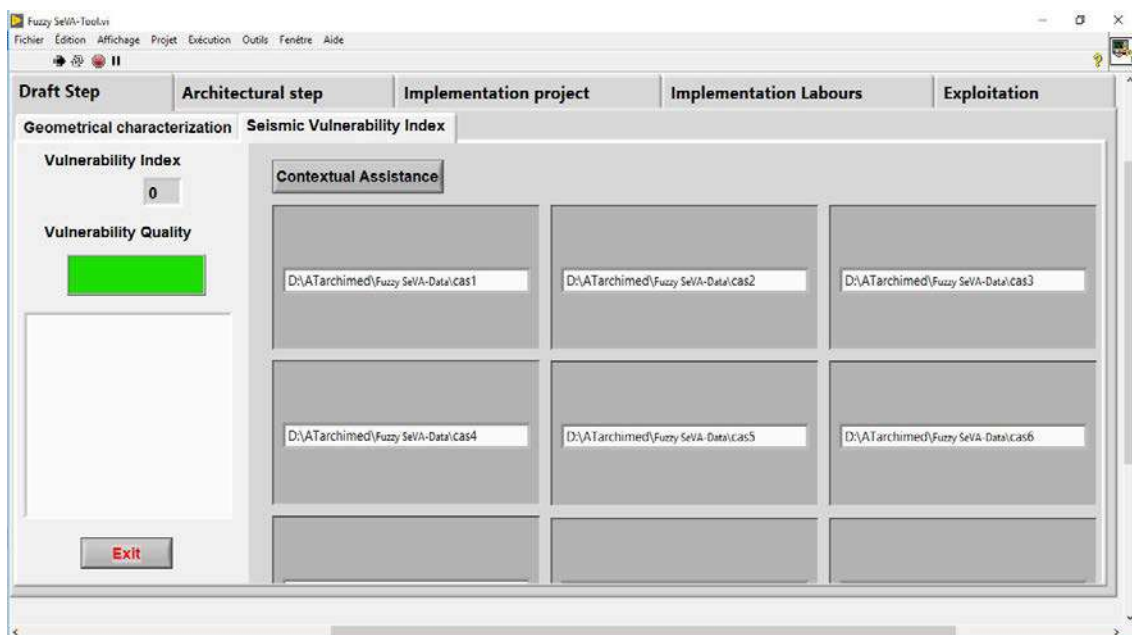 Fuzzy SeVA-Tool.vi
Fichier Édition Affichage Projet Exécution Outils Fenêtre Aide
Draft Step Architectural step Implementation project Implementation Labours Exploitation
Geometrical characterization Seismic Vulnerability Index
Vulnerability Index
Contextual Assistance
0
Vulnerability Quality
D:\ATarchimed\Fuzzy SeVA-Data\cas1 D:\ATarchimed\Fuzzy SeVA-Data\cas2 D:\ATarchimed\Fuzzy SeVA-Data\cas3
D:\ATarchimed\Fuzzy SeVA-Data\cas4 D:\ATarchimed\Fuzzy SeVA-Data\cas5 D:\ATarchimed\Fuzzy SeVA-Data\cas6
Exit